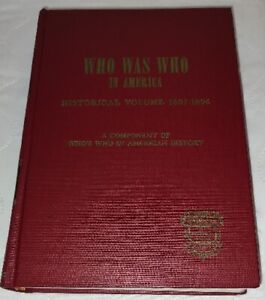 WHO WAS WHO
IN AMERICA
HISTORICAL VOLUME 1607-1896
A COMPONENT OF
WHO'S WHO IN AMERICAN HISTORY